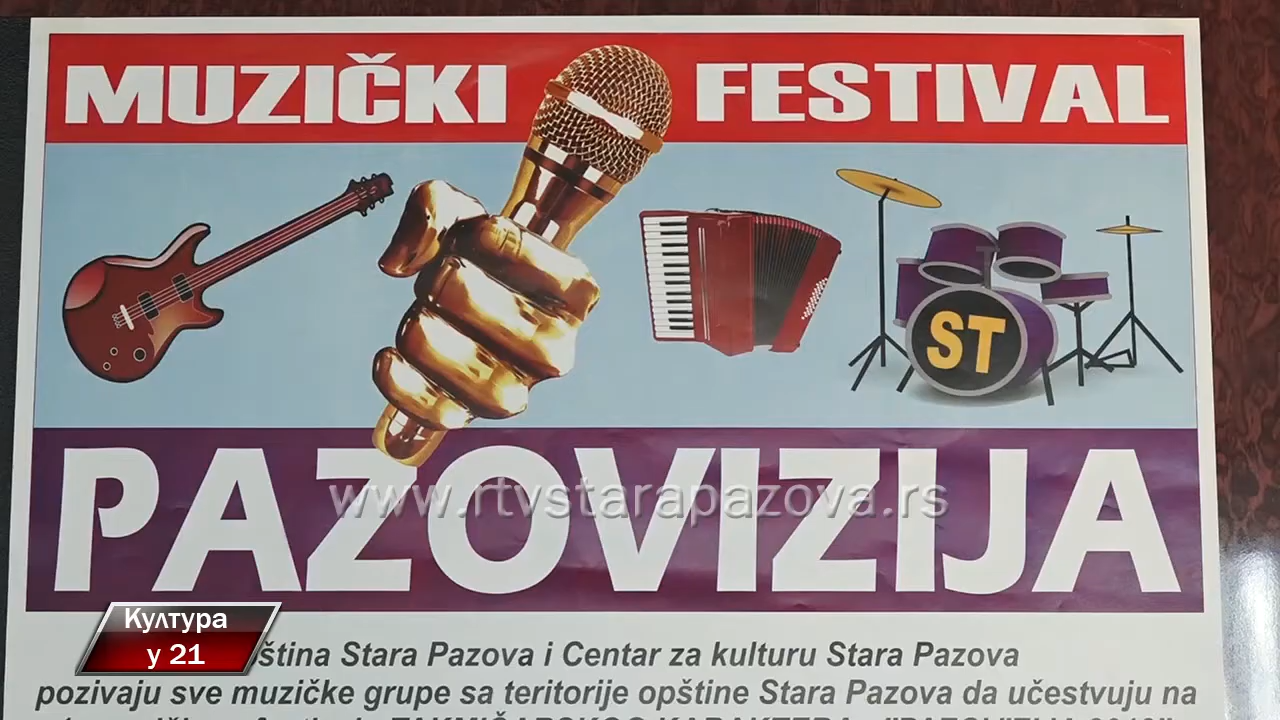 MUZIČKI FESTIVAL
ST
PAZOVIZIJA
www.rtvstarapazova.rs
Култура
у 21
Stara Pazova i Centar za kulturu Stara Pazova
pozivaju sve muzičke grupe sa teritorije opštine Stara Pazova da učestvuju na